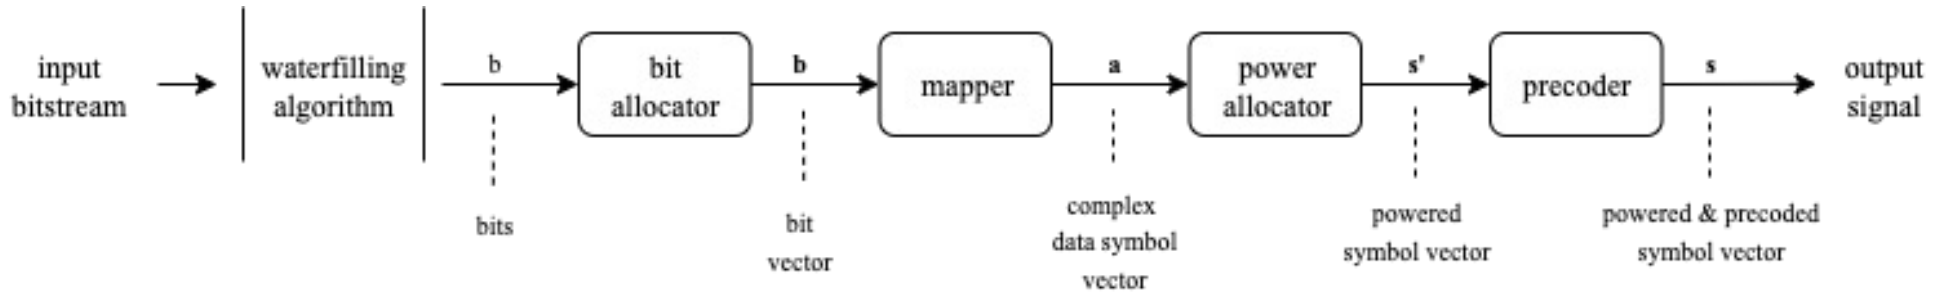 input
bitstream
waterfilling
algorithm
b
bit
allocator
b
mapper
a
power
allocator
s'
precoder
s
output
signal
bits
bit
vector
complex
data symbol
vector
powered
symbol vector
powered & precoded
symbol vector